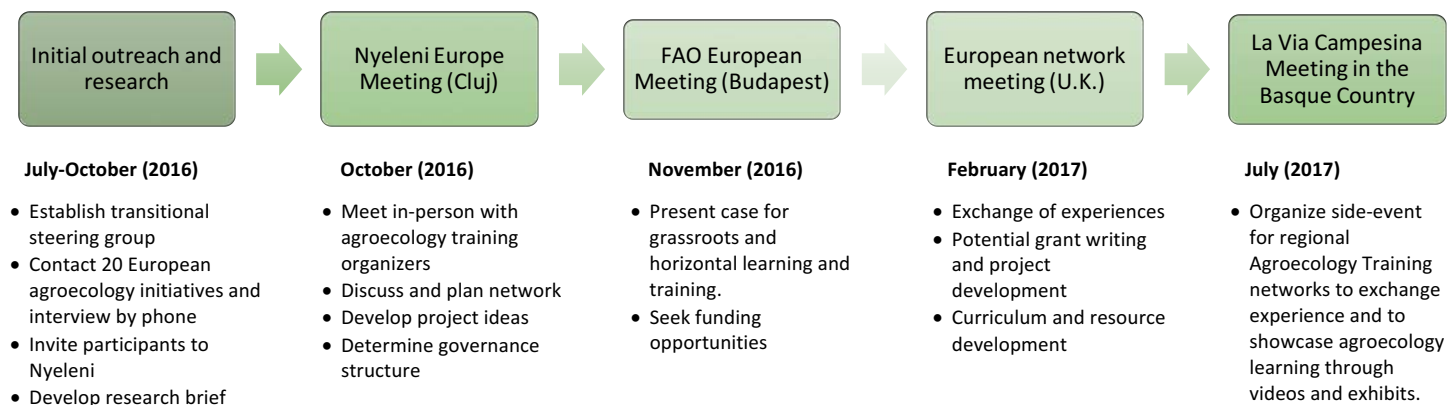 Initial outreach and
research
Nyeleni Europe
Meeting (Cluj)
FAO European
Meeting (Budapest)
European network
meeting (U.K.)
La Via Campesina
Meeting in the
Basque Country
July-October (2016)
• Establish transitional
steering group
• Contact 20 European
agroecology initiatives and
interview by phone
• Invite participants to
Nyeleni
• Develop research brief
October (2016)
• Meet in-person with
agroecology training
organizers
• Discuss and plan network
• Develop project ideas
• Determine governance
structure
November (2016)
• Present case for
grassroots and
horizontal learning and
training.
• Seek funding
opportunities
February (2017)
• Exchange of experiences
• Potential grant writing
and project
development
• Curriculum and resource
development
July (2017)
• Organize side-event
for regional
Agroecology Training
networks to exchange
experience and to
showcase agroecology
learning through
videos and exhibits.